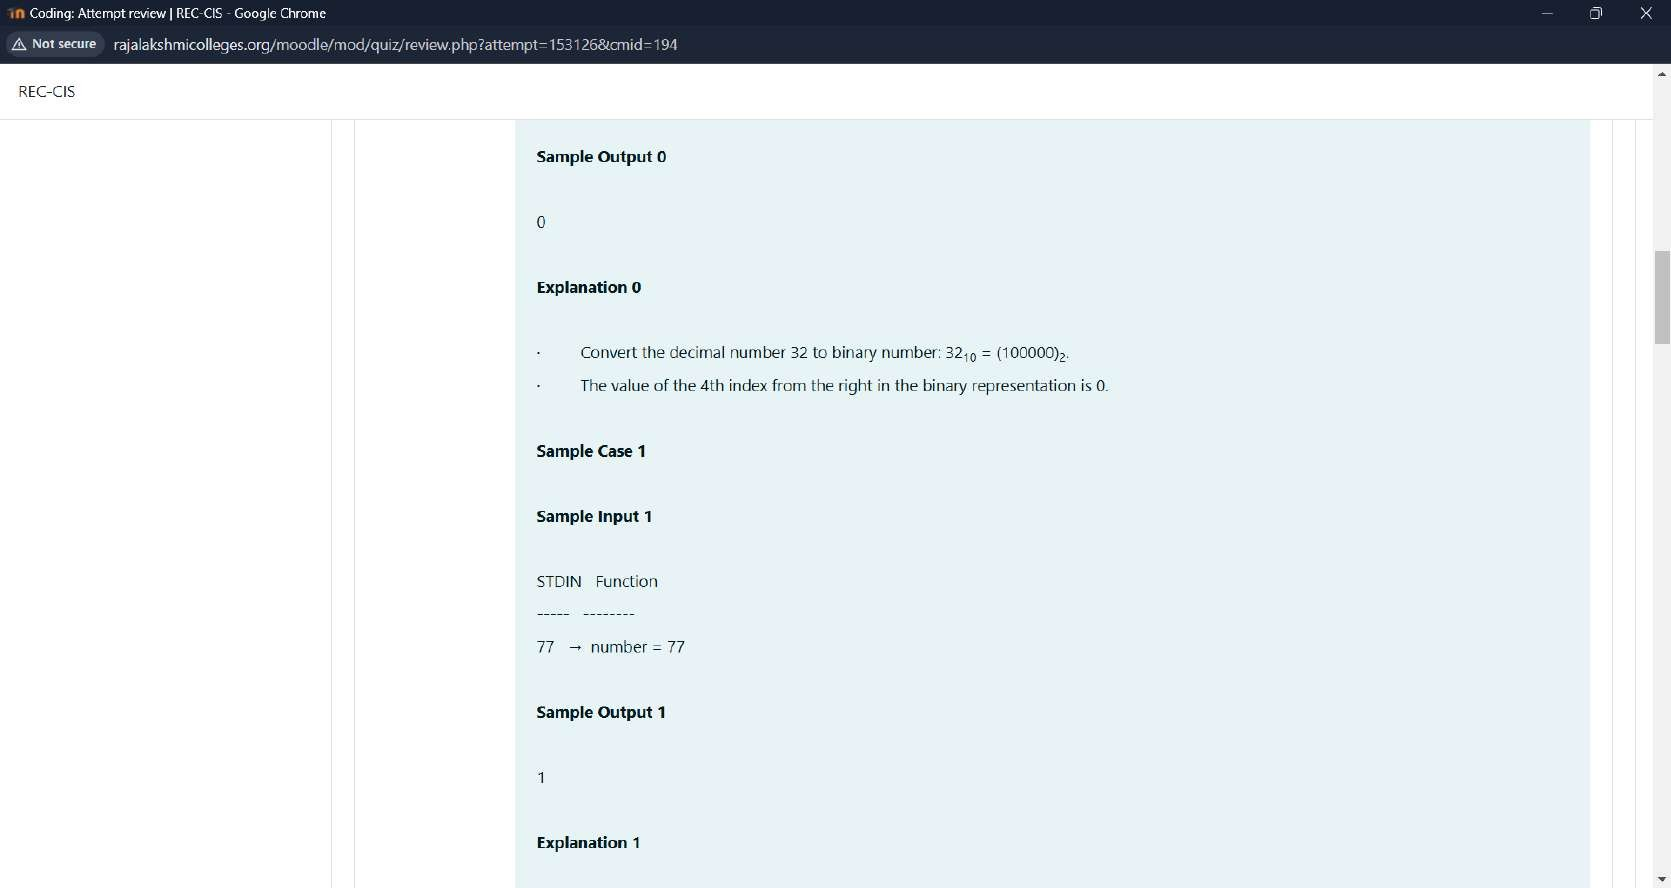 Coding: Attempt review | REC-CIS - Google Chrome
Not secure rajalakshmicolleges.org/moodle/mod/quiz/review.php?attempt=153126&cmid=194
REC-CIS
Sample Output 0
0
Explanation 0
· Convert the decimal number 32 to binary number: 32₁₀ = (100000)₂.
· The value of the 4th index from the right in the binary representation is 0.
Sample Case 1
Sample Input 1
STDIN Function
----- --------
77 → number = 77
Sample Output 1
1
Explanation 1